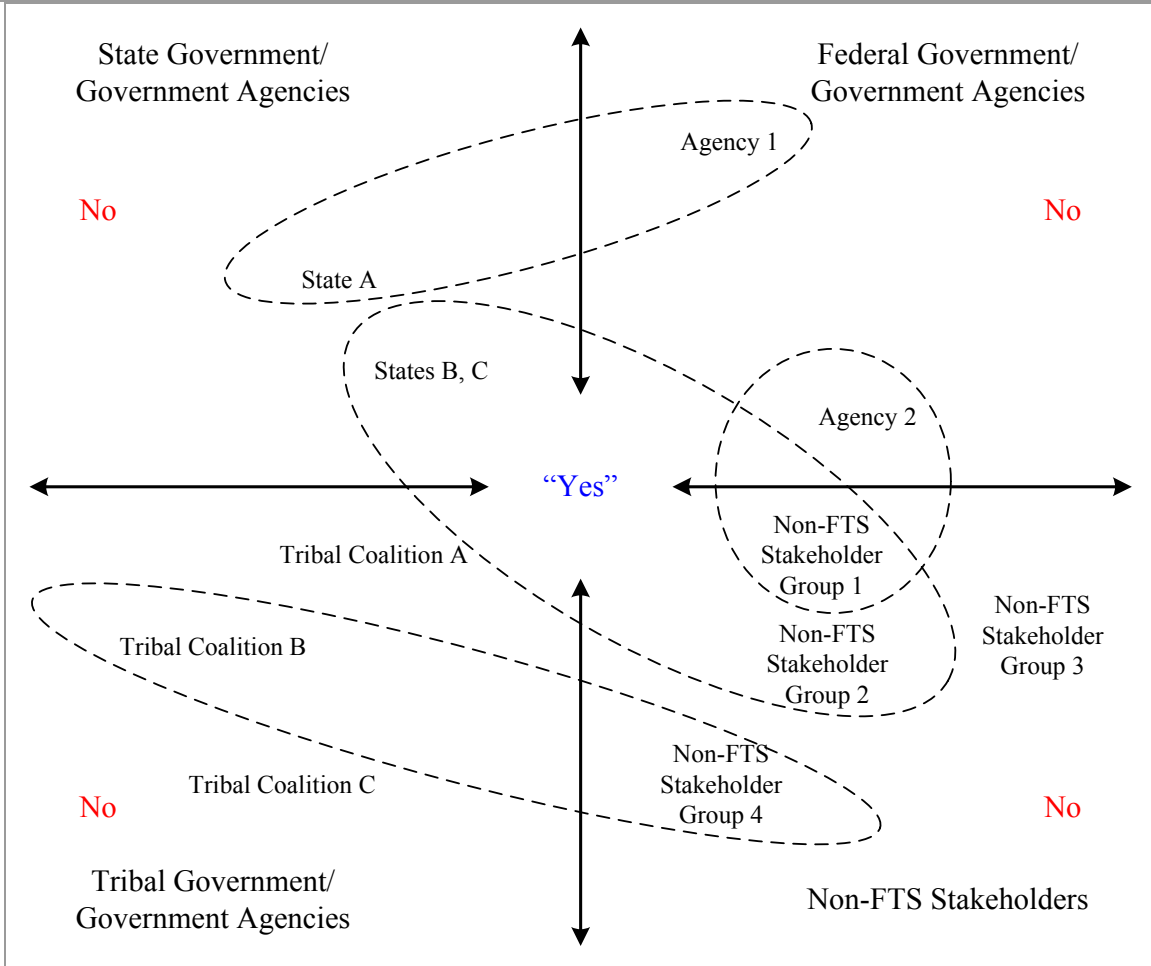 State Government/
Government Agencies
Federal Government/
Government Agencies
Agency 1
No
No
State A
States B, C
Agency 2
“Yes”
Non-FTS
Stakeholder
Group 1
Tribal Coalition A
Non-FTS
Stakeholder
Group 3
Non-FTS
Stakeholder
Group 2
Tribal Coalition B
Non-FTS
Stakeholder
Group 4
Tribal Coalition C
No
No
Tribal Government/
Government Agencies
Non-FTS Stakeholders